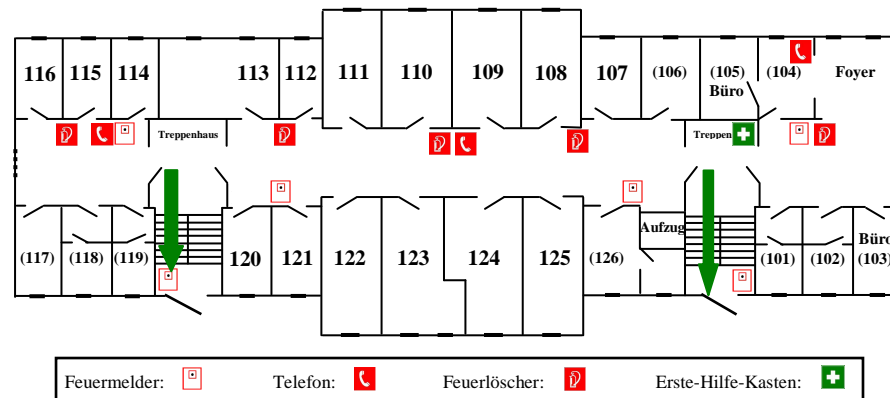 116 115 114 113 112 111 110 109 108 107 (106) (105) (104) Foyer
Büro
Treppenhaus
Treppen
Aufzug
Büro
(117) (118) (119) 120 121 122 123 124 125 (126) (101) (102) (103)
Feuermelder: Telefon: Feuerlöscher: Erste-Hilfe-Kasten: